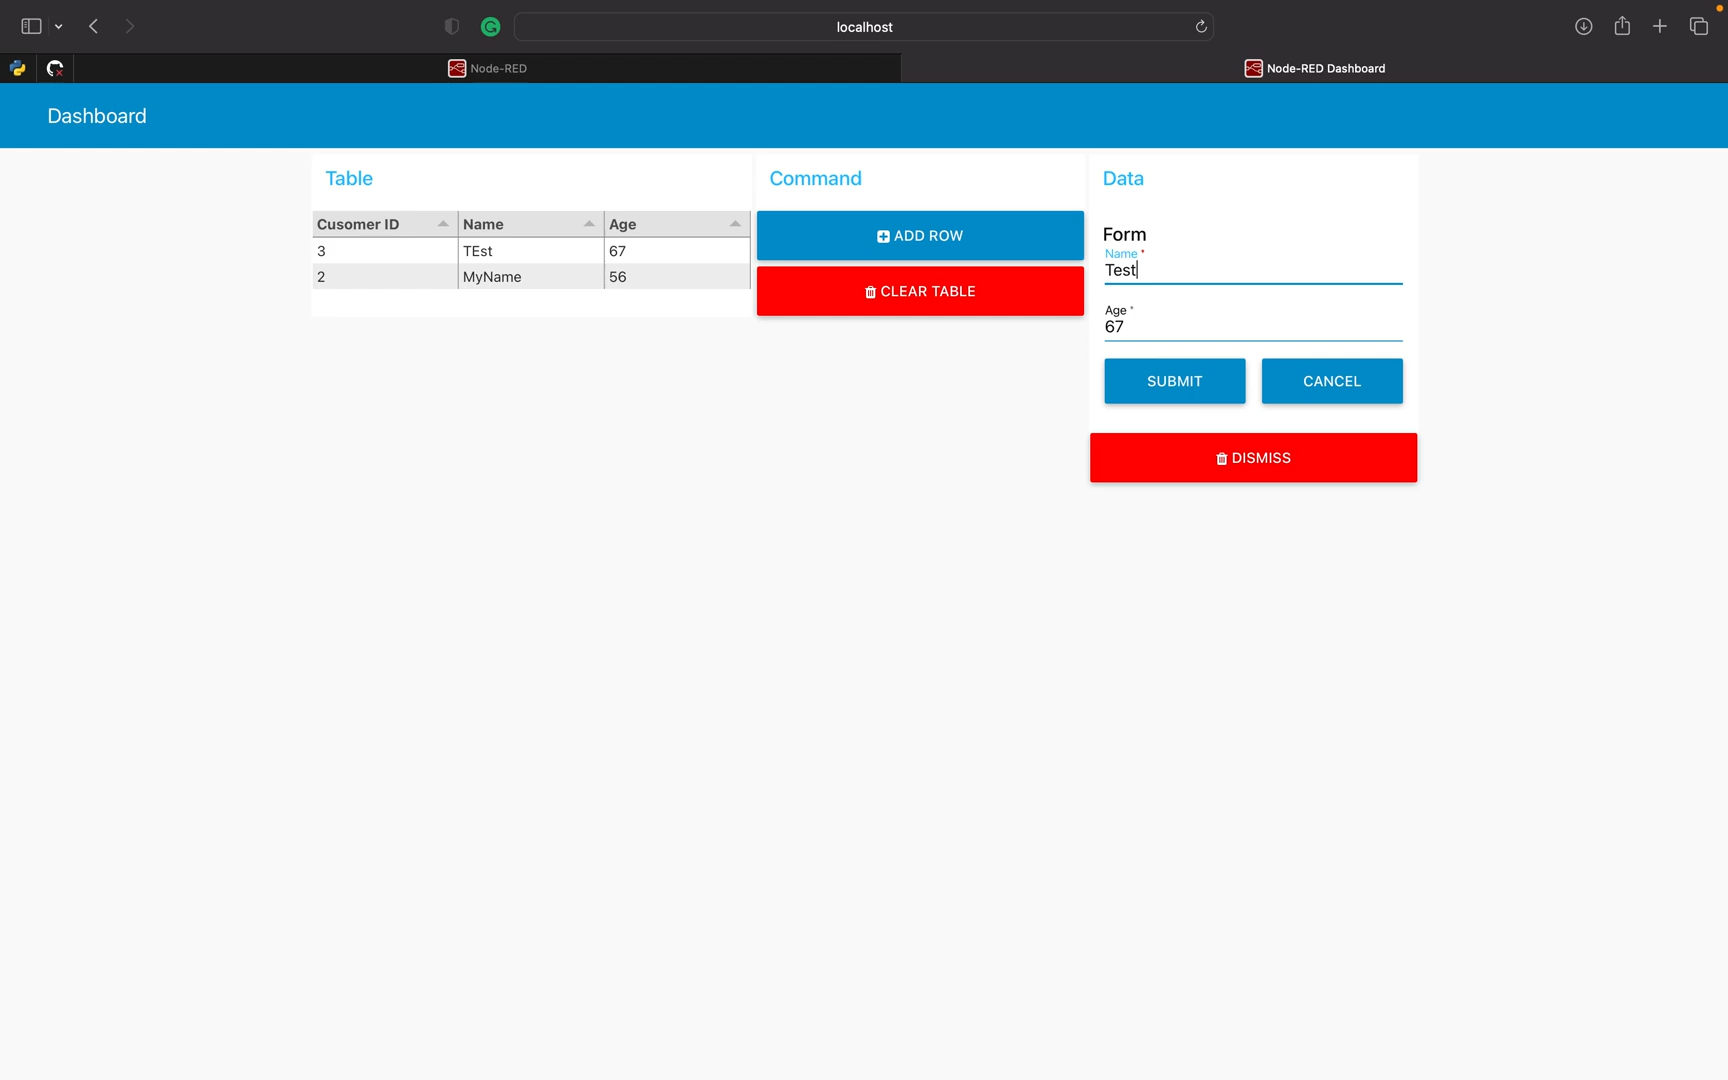 localhost
Node-RED
Node-RED Dashboard
Dashboard
Table
Cusomer ID Name Age
3 TEst 67
2 MyName 56
Command
ADD ROW
CLEAR TABLE
Data
Form
Name *
Test
Age *
67
SUBMIT CANCEL
DISMISS